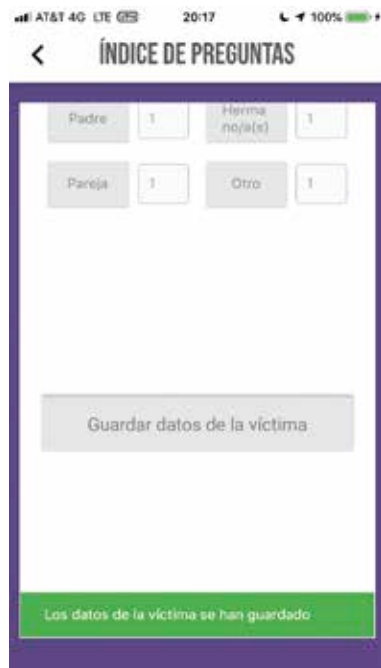 AT&T 4G LTE 20:17 100%
ÍNDICE DE PREGUNTAS
Padre 1 Herma
no/a(s) 1
Pareja 1 Otro 1
Guardar datos de la víctima
Los datos de la víctima se han guardado